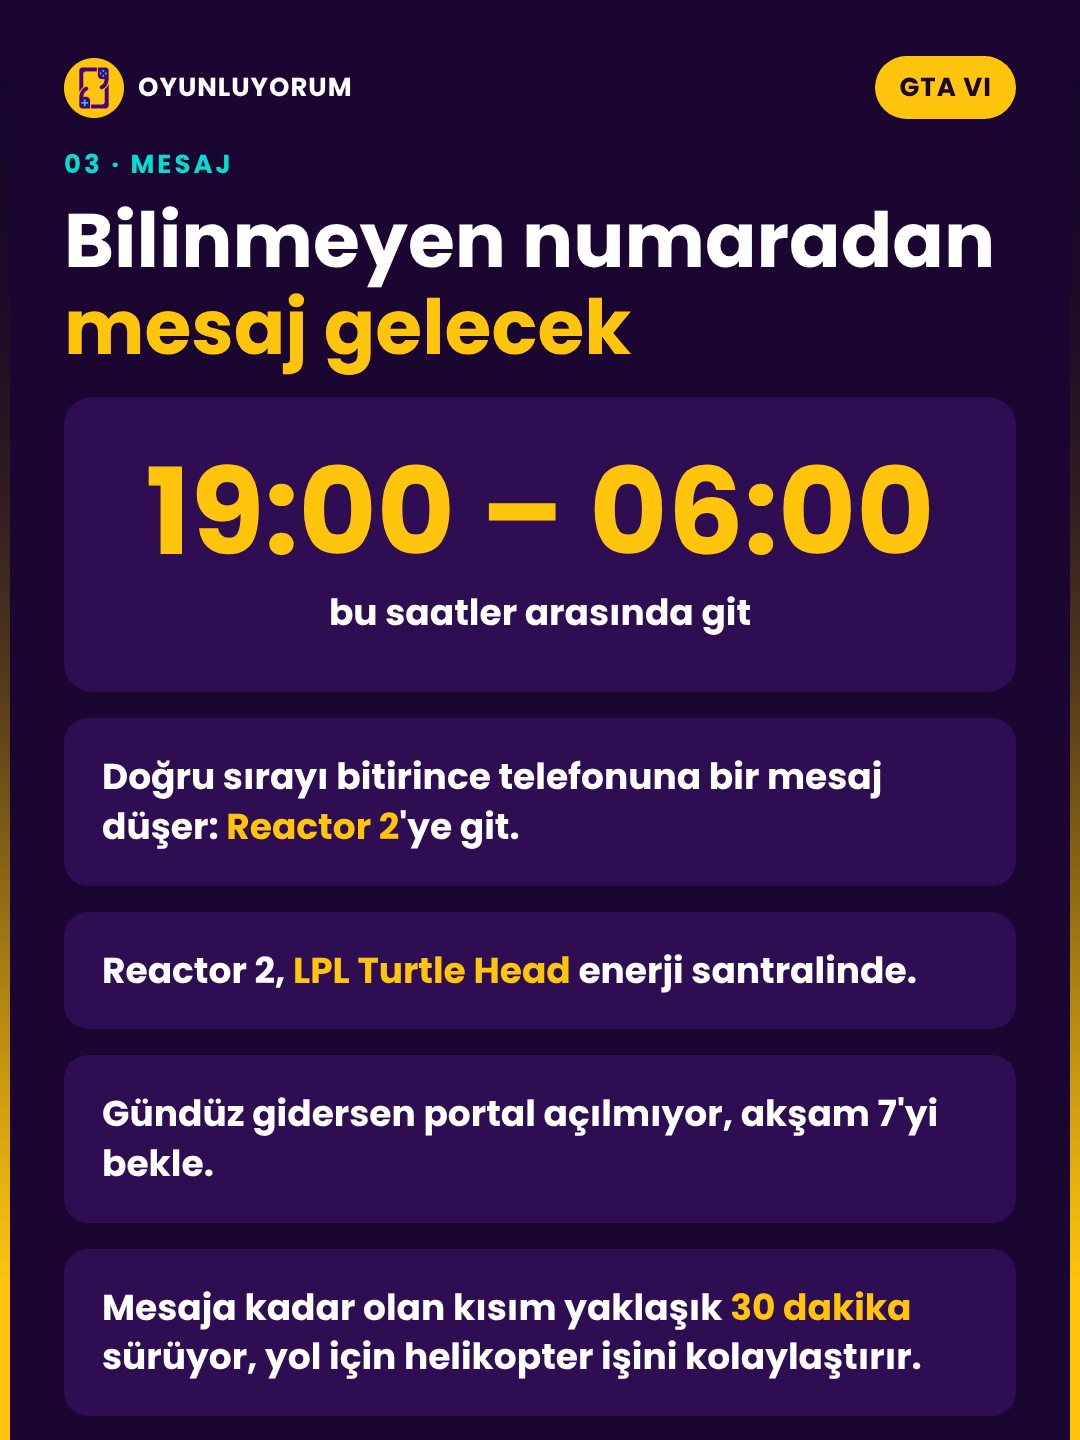 OYUNLUYORUM
GTA VI
03 · MESAJ
Bilinmeyen numaradan
mesaj gelecek
19:00 – 06:00
bu saatler arasında git
Doğru sırayı bitirince telefonuna bir mesaj
düşer: Reactor 2'ye git.
Reactor 2, LPL Turtle Head enerji santralinde.
Gündüz gidersen portal açılmıyor, akşam 7'yi
bekle.
Mesaja kadar olan kısım yaklaşık 30 dakika
sürüyor, yol için helikopter işini kolaylaştırır.